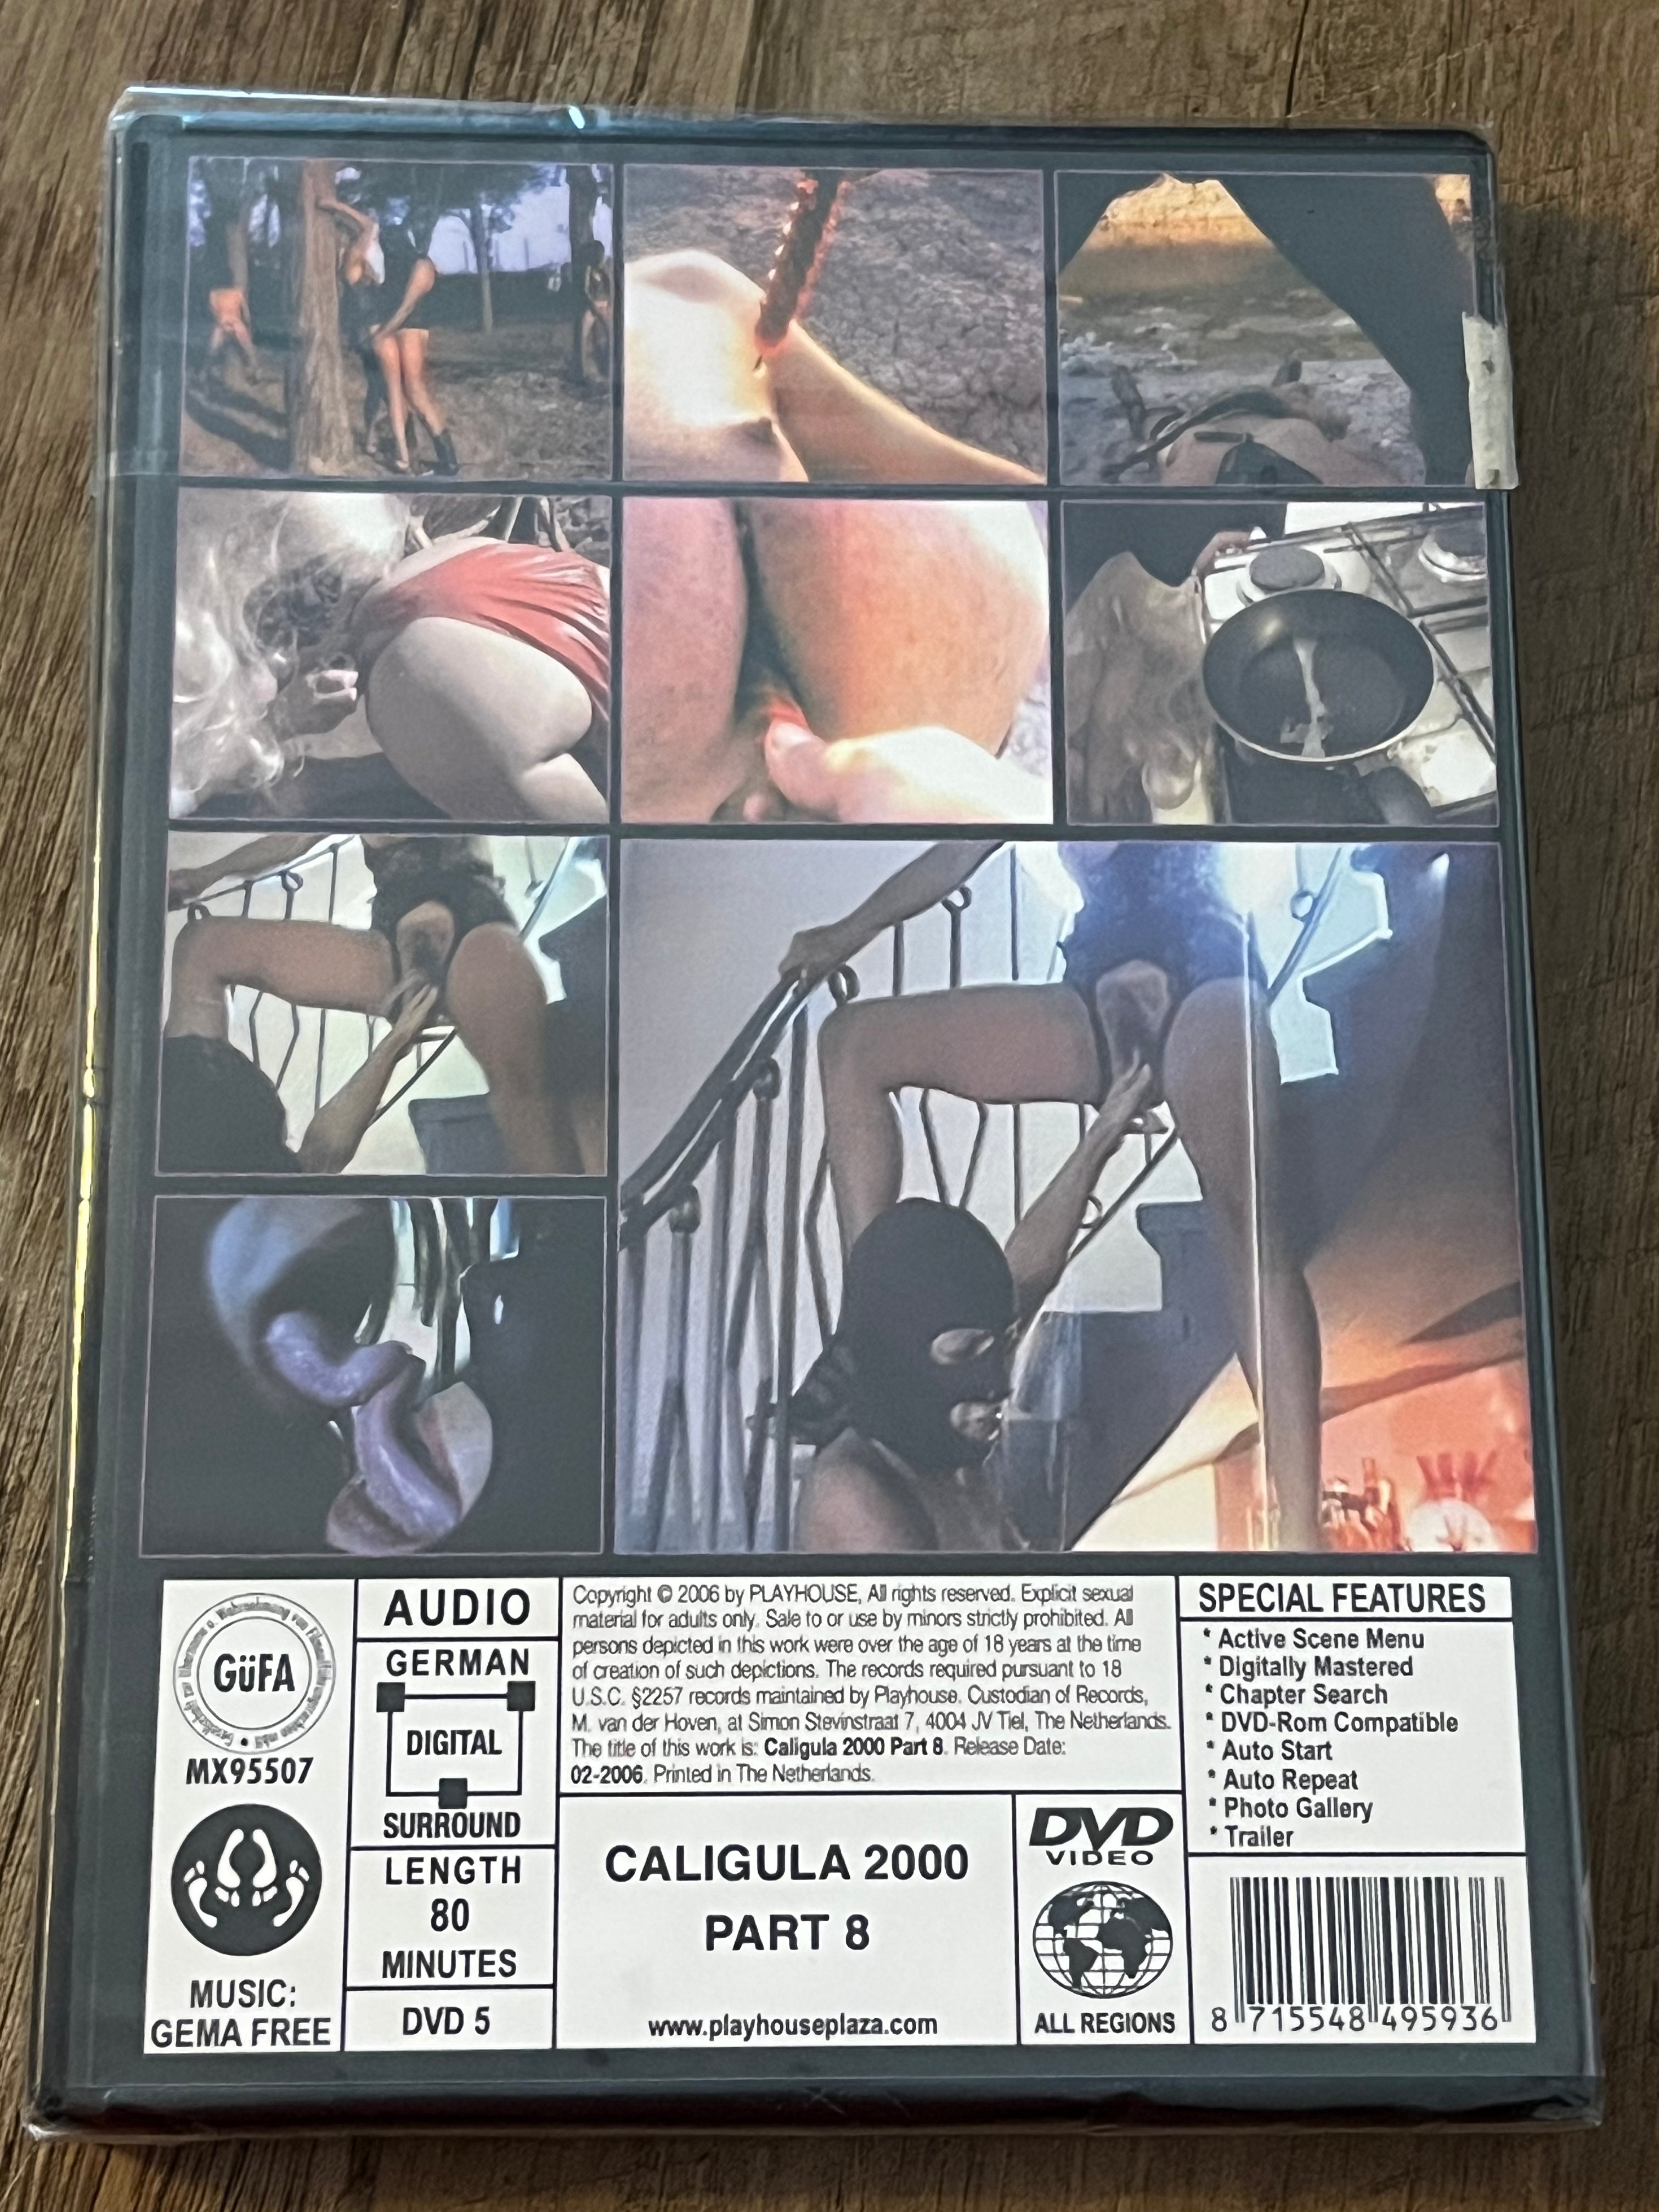 GüFA
MX95507
MUSIC:
GEMA FREE
AUDIO
GERMAN
DIGITAL
SURROUND
LENGTH
80
MINUTES
DVD 5
Copyright © 2006 by PLAYHOUSE, All rights reserved. Explicit sexual
material for adults only. Sale to or use by minors strictly prohibited. All
persons depicted in this work were over the age of 18 years at the time
of creation of such depictions. The records required pursuant to 18
U.S.C. §2257 records maintained by Playhouse. Custodian of Records,
M. van der Hoven, at Simon Stevinstraat 7, 4004 JV Tiel, The Netherlands.
The title of this work is: Caligula 2000 Part 8. Release Date:
02-2006. Printed in The Netherlands.
CALIGULA 2000
PART 8
www.playhouseplaza.com
DVD
VIDEO
ALL REGIONS
SPECIAL FEATURES
* Active Scene Menu
* Digitally Mastered
* Chapter Search
* DVD-Rom Compatible
* Auto Start
* Auto Repeat
* Photo Gallery
* Trailer
8 715548 495936